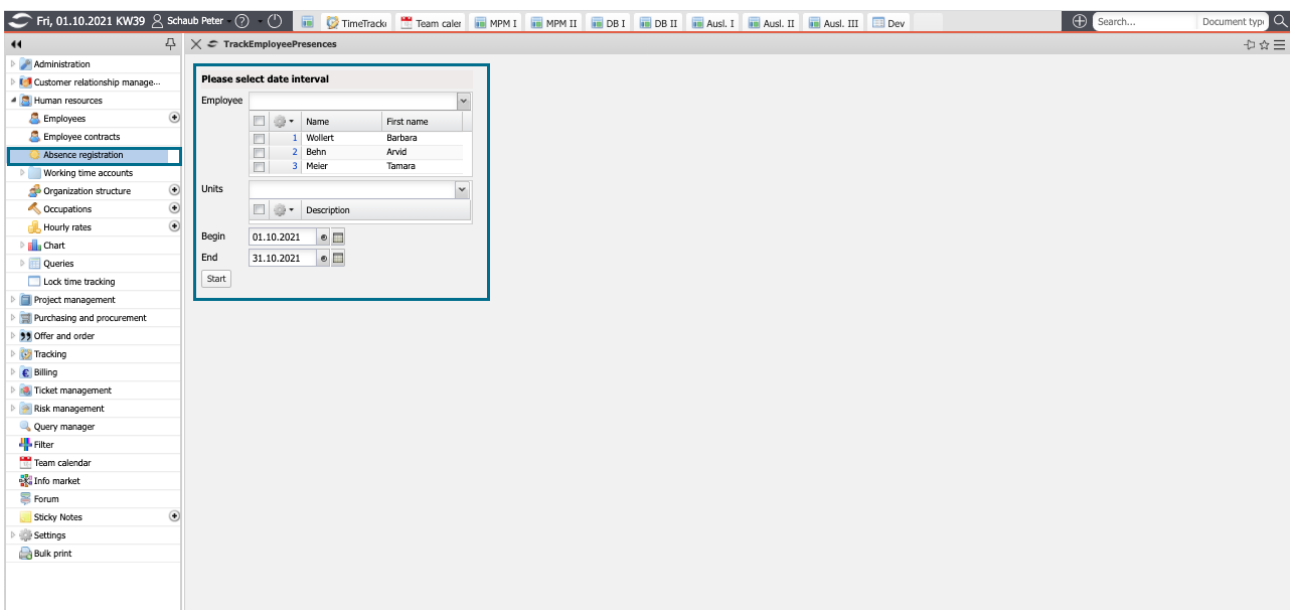 Fri, 01.10.2021 KW39 Schaub Peter TimeTracki Team caler MPM I MPM II DB I DB II Ausl. I Ausl. II Ausl. III Dev Search... Document typ
TrackEmployeePresences
Administration
Customer relationship manage...
Human resources
Employees
Employee contracts
Absence registration
Working time accounts
Organization structure
Occupations
Hourly rates
Chart
Queries
Lock time tracking
Project management
Purchasing and procurement
Offer and order
Tracking
Billing
Ticket management
Risk management
Query manager
Filter
Team calendar
Info market
Forum
Sticky Notes
Settings
Bulk print
Please select date interval
Employee
Name First name
1 Wollert Barbara
2 Behn Arvid
3 Meier Tamara
Units
Description
Begin 01.10.2021
End 31.10.2021
Start